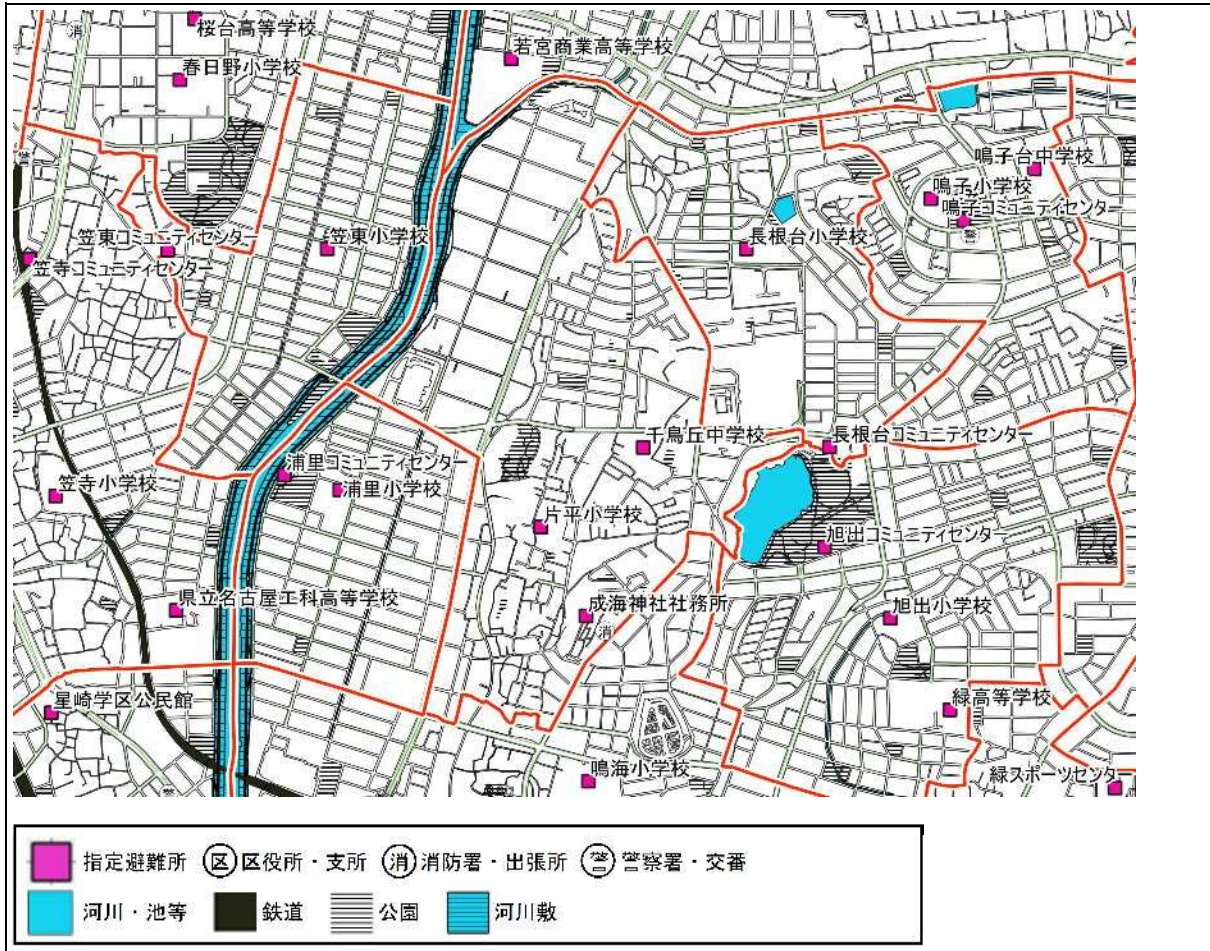 桜台高等学校
消
若宮商業高等学校
春日野小学校
警
鳴子台中学校
鳴子小学校
鳴子コミュニティセンター
警
笠東コミュニティセンター
笠東小学校
長根台小学校
笠寺コミュニティセンター
千鳥丘中学校
長根台コミュニティセンター
浦里コミュニティセンター
笠寺小学校
浦里小学校
片平小学校
旭出コミュニティセンター
県立名古屋工科高等学校
成海神社社務所
消
旭出小学校
星崎学区公民館
緑高等学校
鳴海小学校
緑スポーツセンター
警
指定避難所 区 区役所・支所 消 消防署・出張所 警 警察署・交番
河川・池等 鉄道 公園 河川敷